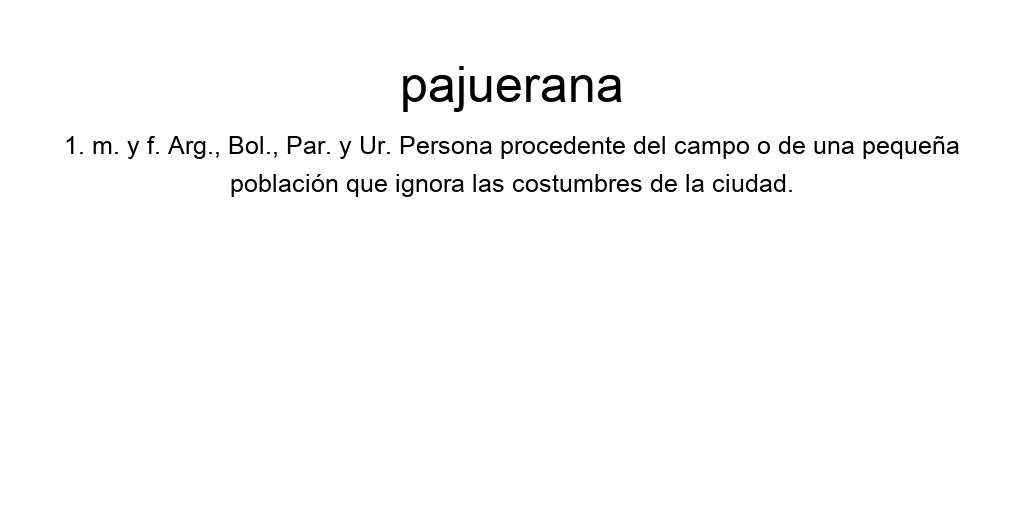 pajuerana
1. m. y f. Arg., Bol., Par. y Ur. Persona procedente del campo o de una pequeña
población que ignora las costumbres de la ciudad.